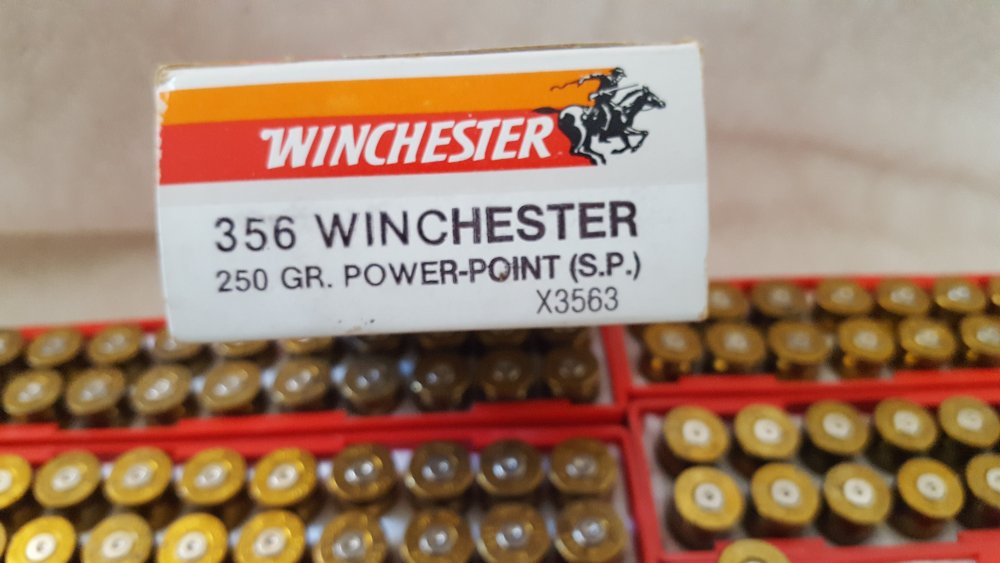 WINCHESTER
356 WINCHESTER
250 GR. POWER-POINT (S.P.)
X3563